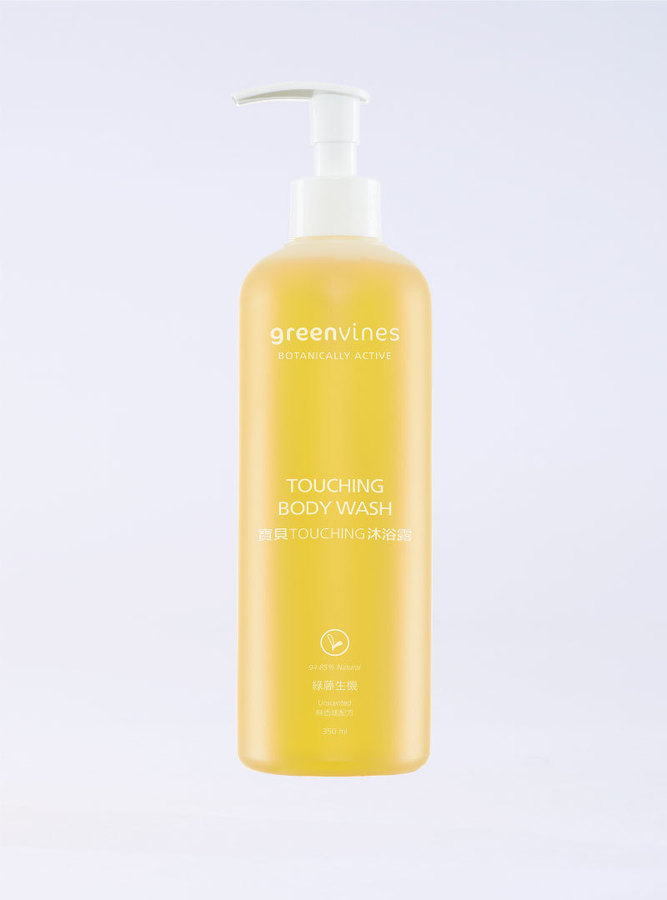 greenvines
BOTANICALLY ACTIVE
TOUCHING
BODY WASH
寶貝TOUCHING沐浴露
Natural
綠藤生機
Unscented
350 ml